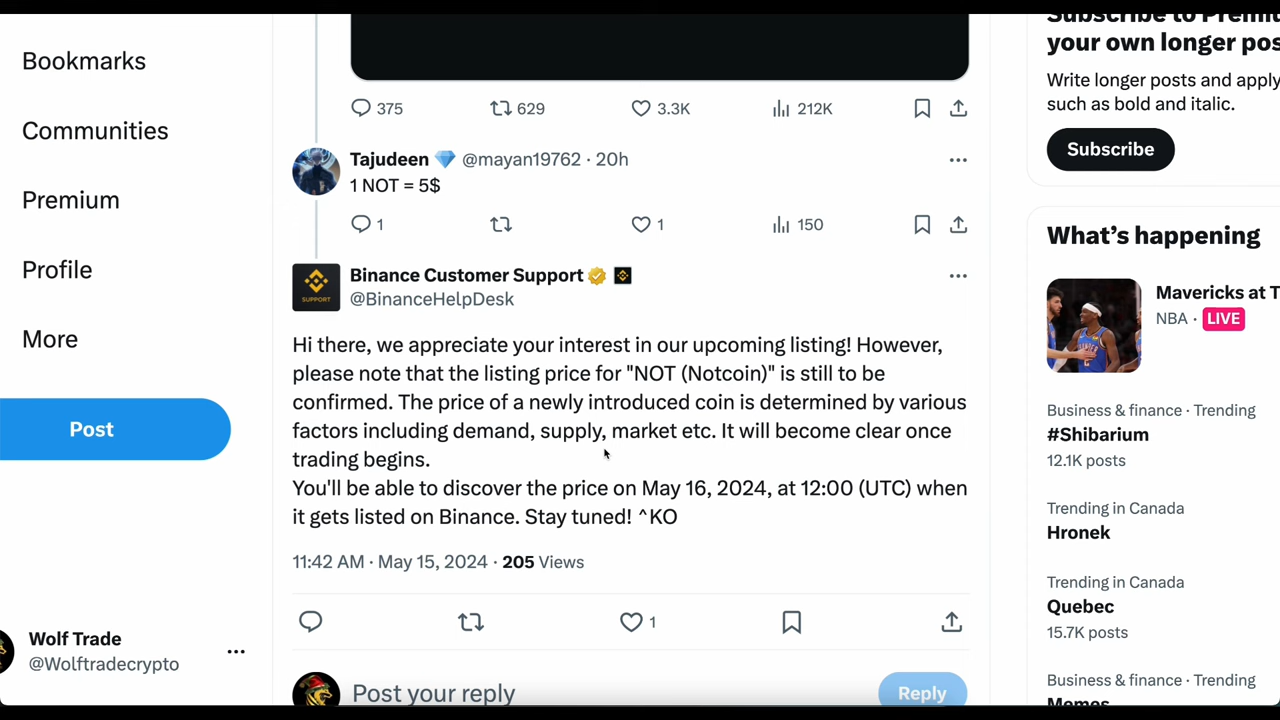 Bookmarks
Communities
Premium
Profile
More
Post
Wolf Trade
@Wolftradecrypto
375 629 3.3K 212K
Tajudeen 💎 @mayan19762 · 20h
1 NOT = 5$
1 1 150
Binance Customer Support
@BinanceHelpDesk
SUPPORT
Hi there, we appreciate your interest in our upcoming listing! However,
please note that the listing price for "NOT (Notcoin)" is still to be
confirmed. The price of a newly introduced coin is determined by various
factors including demand, supply, market etc. It will become clear once
trading begins.
You'll be able to discover the price on May 16, 2024, at 12:00 (UTC) when
it gets listed on Binance. Stay tuned! ^KO
11:42 AM · May 15, 2024 · 205 Views
1
Post your reply
Reply
Subscribe to Premium
your own longer pos
Write longer posts and apply
such as bold and italic.
Subscribe
What's happening
Mavericks at T
NBA · LIVE
Business & finance · Trending
#Shibarium
12.1K posts
Trending in Canada
Hronek
Trending in Canada
Quebec
15.7K posts
Business & finance · Trending
Memes